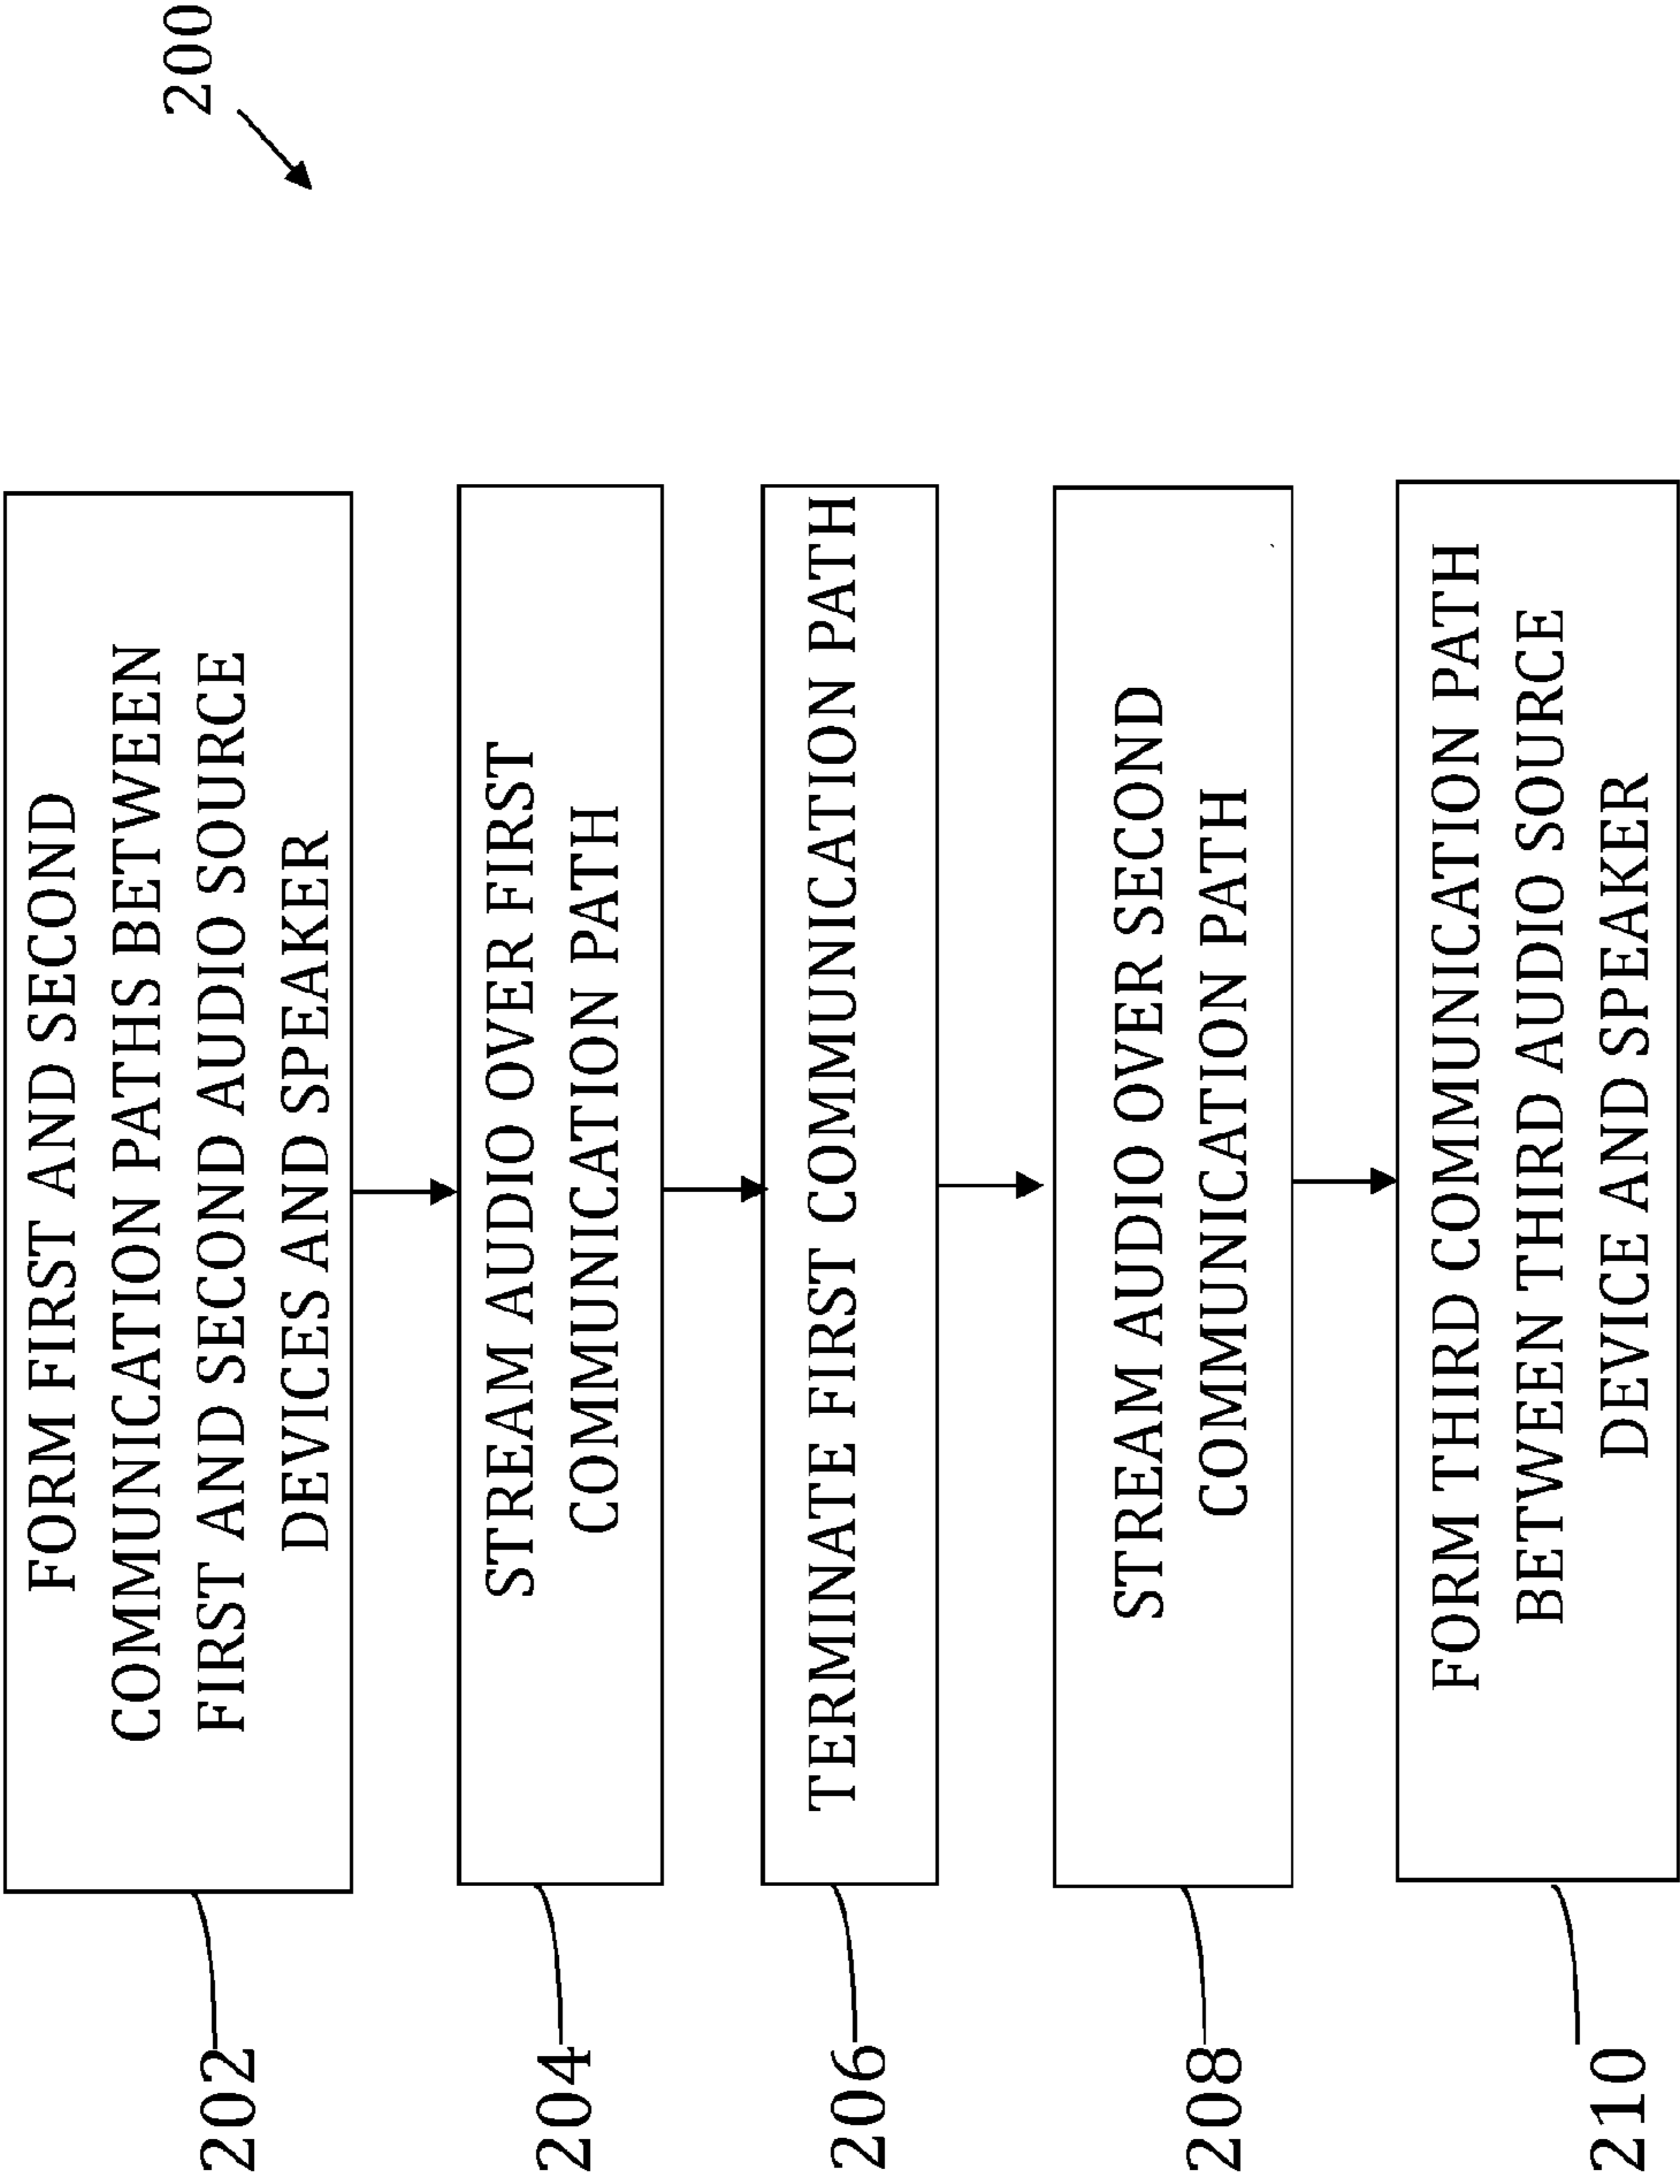 200
202
FORM FIRST AND SECOND
COMMUNICATION PATHS BETWEEN
FIRST AND SECOND AUDIO SOURCE
DEVICES AND SPEAKER
204
STREAM AUDIO OVER FIRST
COMMUNICATION PATH
206
TERMINATE FIRST COMMUNICATION PATH
208
STREAM AUDIO OVER SECOND
COMMUNICATION PATH
210
FORM THIRD COMMUNICATION PATH
BETWEEN THIRD AUDIO SOURCE
DEVICE AND SPEAKER